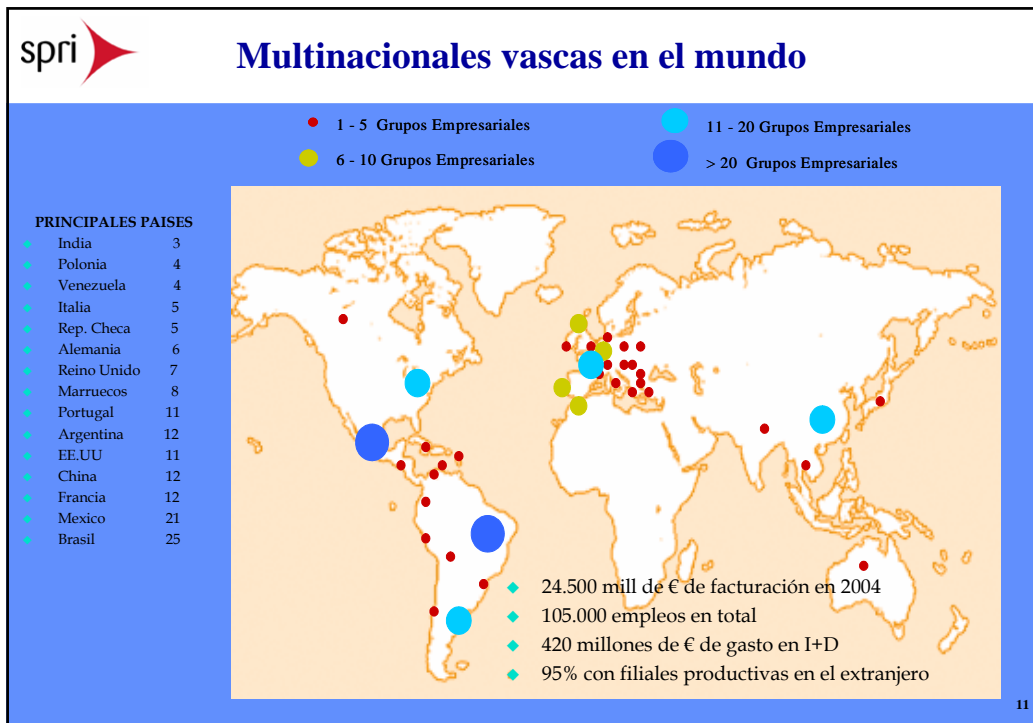 spri
Multinacionales vascas en el mundo
1 - 5 Grupos Empresariales
11 - 20 Grupos Empresariales
6 - 10 Grupos Empresariales
> 20 Grupos Empresariales
PRINCIPALES PAISES
India 3
Polonia 4
Venezuela 4
Italia 5
Rep. Checa 5
Alemania 6
Reino Unido 7
Marruecos 8
Portugal 11
Argentina 12
EE.UU 11
China 12
Francia 12
Mexico 21
Brasil 25
24.500 mill de € de facturación en 2004
105.000 empleos en total
420 millones de € de gasto en I+D
95% con filiales productivas en el extranjero
11